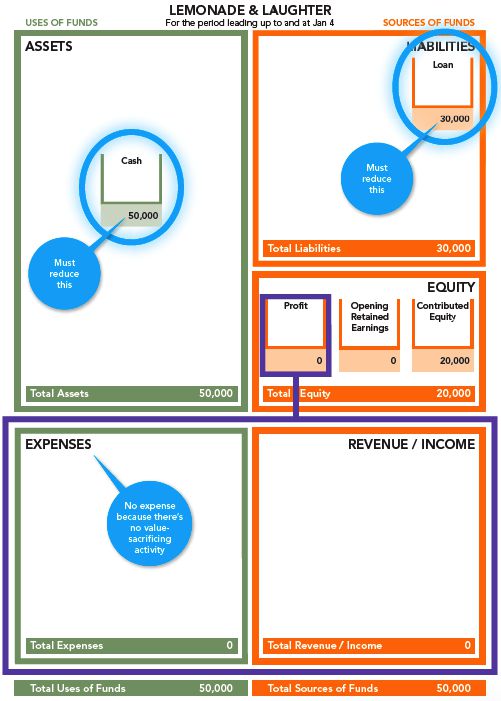 LEMONADE & LAUGHTER
For the period leading up to and at Jan 4
USES OF FUNDS
SOURCES OF FUNDS
ASSETS
Cash
50,000
Must
reduce
this
Total Assets 50,000
LIABILITIES
Loan
30,000
Must
reduce
this
Total Liabilities 30,000
EQUITY
Profit
0
Opening
Retained
Earnings
0
Contributed
Equity
20,000
Total Equity 20,000
EXPENSES
No expense
because there's
no value-
sacrificing
activity
Total Expenses 0
REVENUE / INCOME
Total Revenue / Income 0
Total Uses of Funds 50,000
Total Sources of Funds 50,000